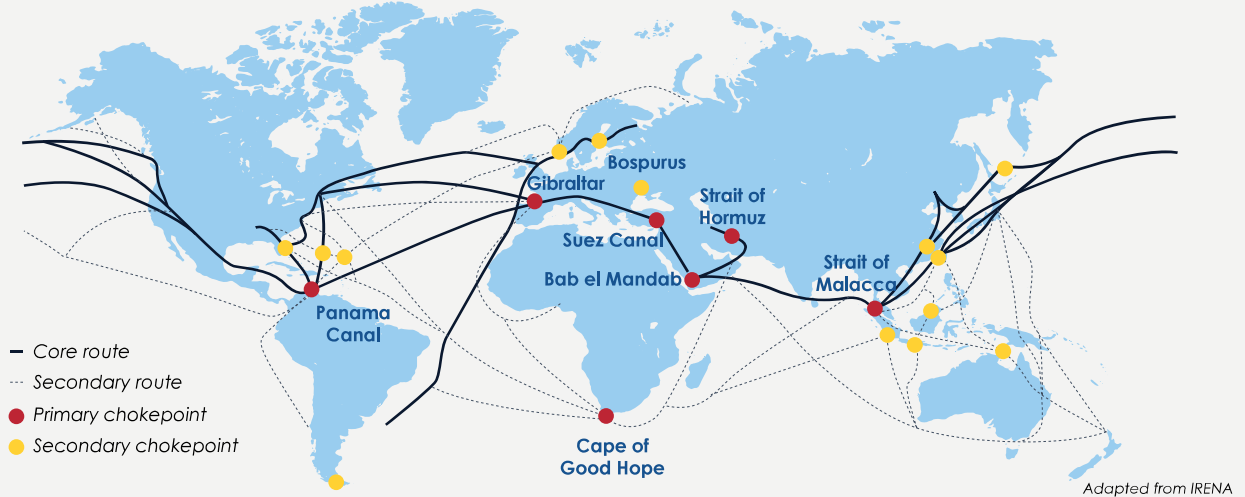 Bospurus
Gibraltar
Strait of
Hormuz
Suez Canal
Bab el Mandab
Strait of
Malacca
Panama
Canal
Core route
Secondary route
Primary chokepoint
Secondary chokepoint
Cape of
Good Hope
Adapted from IRENA